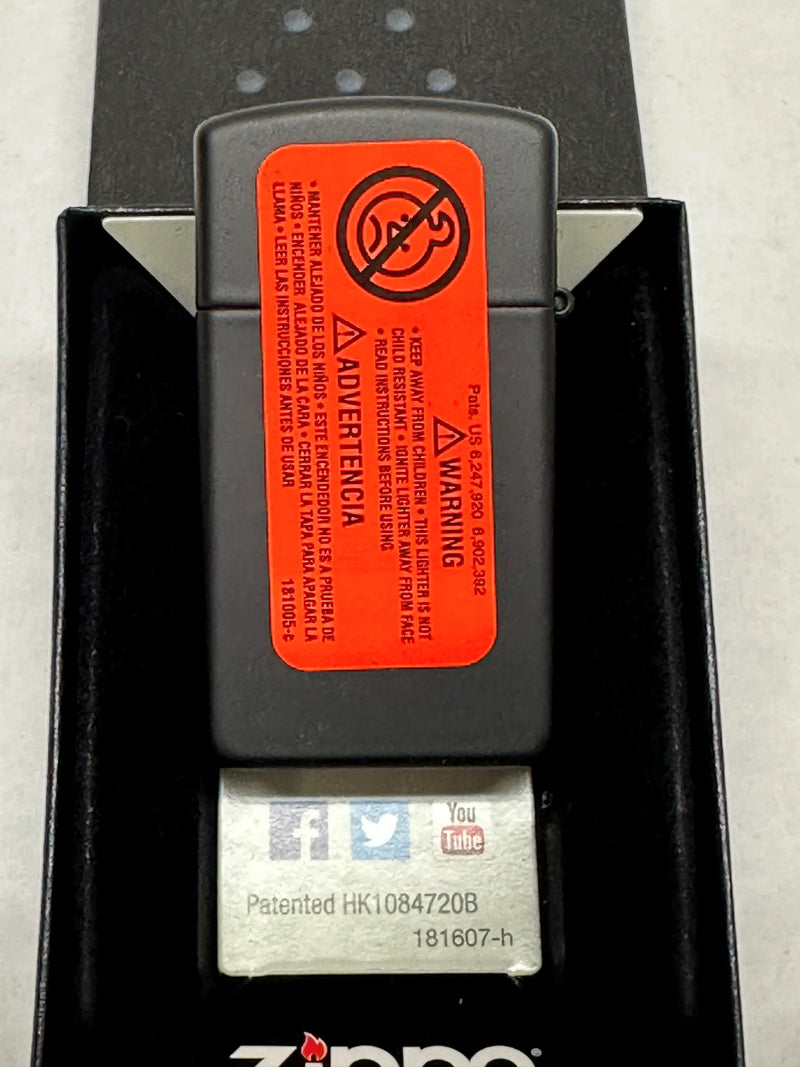 Pats. US 6,247,920 6,902,392
⚠ WARNING
• KEEP AWAY FROM CHILDREN • THIS LIGHTER IS NOT
CHILD RESISTANT • IGNITE LIGHTER AWAY FROM FACE
• READ INSTRUCTIONS BEFORE USING
⚠ ADVERTENCIA
• MANTENER ALEJADO DE LOS NIÑOS • ESTE ENCENDEDOR NO ES A PRUEBA DE
NIÑOS • ENCENDER ALEJADO DE LA CARA • CERRAR LA TAPA PARA APAGAR LA
LLAMA • LEER LAS INSTRUCCIONES ANTES DE USAR
181005-c
f
You
Tube
Patented HK1084720B
181607-h
Zippo